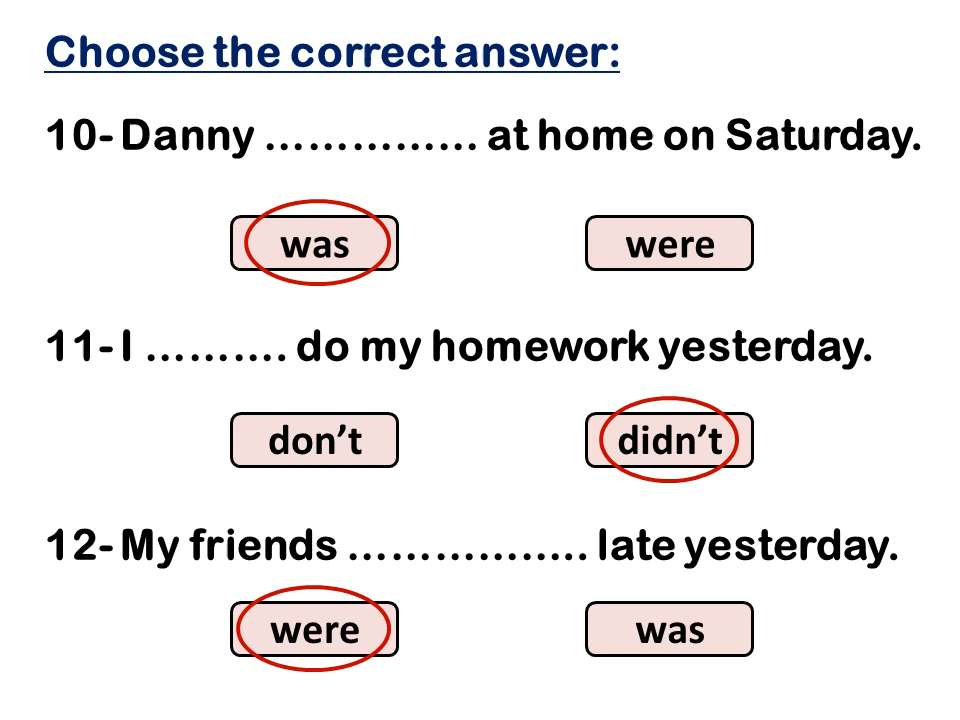 Choose the correct answer:
10- Danny …………… at home on Saturday.
was were
11- I ………. do my homework yesterday.
don’t didn’t
12- My friends …………….. late yesterday.
were was